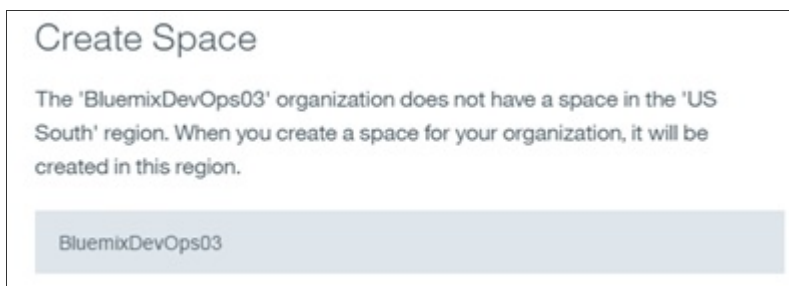 Create Space
The 'BluemixDevOps03' organization does not have a space in the 'US
South' region. When you create a space for your organization, it will be
created in this region.
BluemixDevOps03